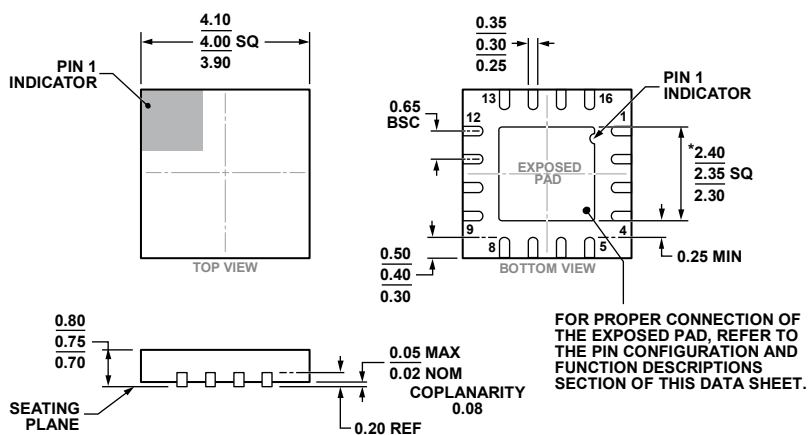 4.10
4.00 SQ
3.90
PIN 1
INDICATOR
TOP VIEW
0.35
0.30
0.25
0.65
BSC
PIN 1
INDICATOR
13
16
12
1
EXPOSED
PAD
*2.40
2.35 SQ
2.30
9
4
8
5
0.25 MIN
0.50
0.40
0.30
BOTTOM VIEW
FOR PROPER CONNECTION OF
THE EXPOSED PAD, REFER TO
THE PIN CONFIGURATION AND
FUNCTION DESCRIPTIONS
SECTION OF THIS DATA SHEET.
0.80
0.75
0.70
SEATING
PLANE
0.05 MAX
0.02 NOM
COPLANARITY
0.08
0.20 REF